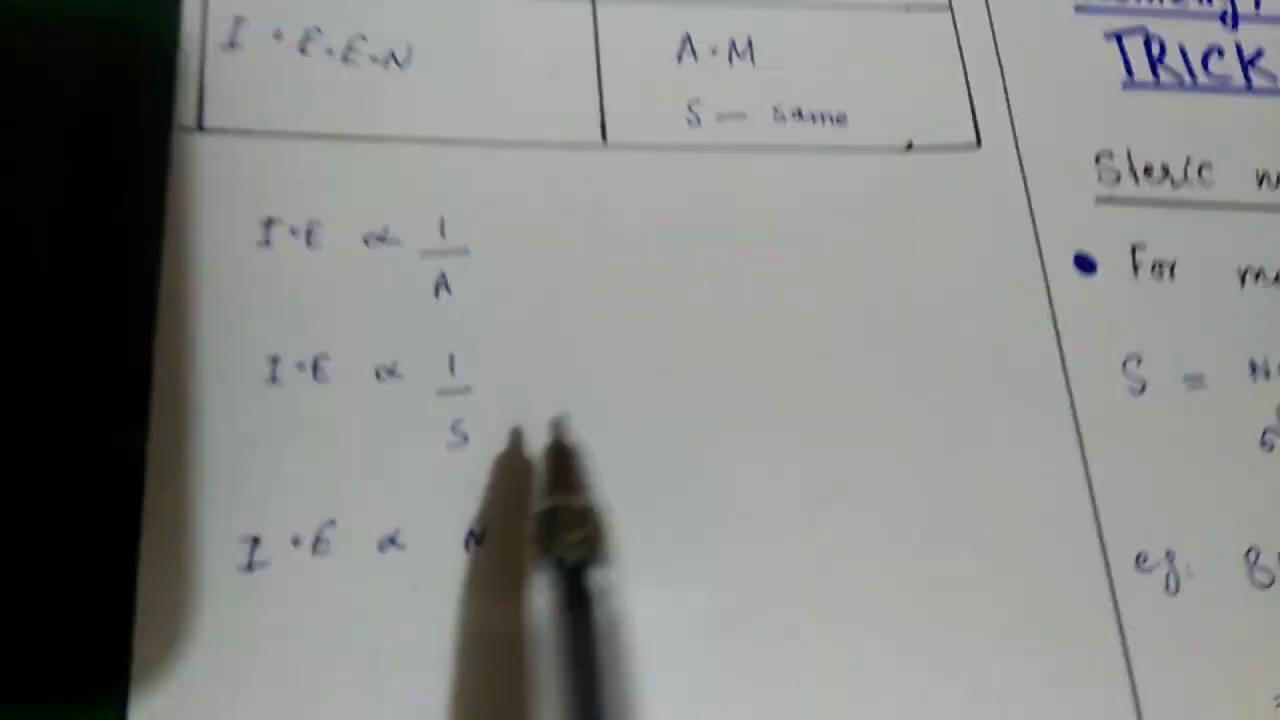 I • E.E.N
A • M
S — same
I•E ∝ 1/A
I•E ∝ 1/S
I•E ∝ N
TRICK
Steric
• For
S =
eg: